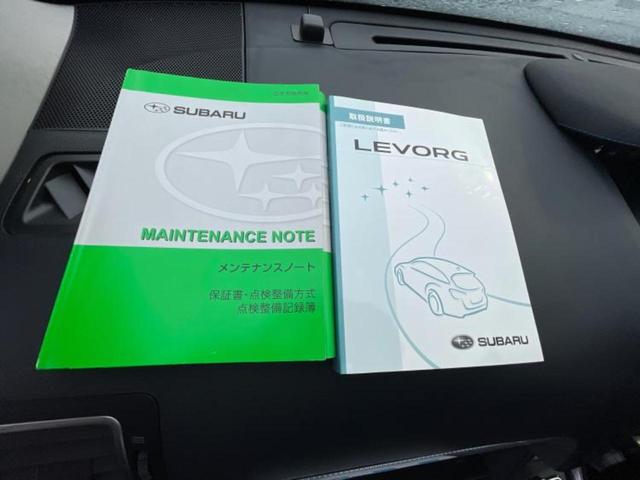 SUBARU
MAINTENANCE NOTE
メンテナンスノート
保証書・点検整備方式
点検整備記録簿
取扱説明書
LEVORG
SUBARU